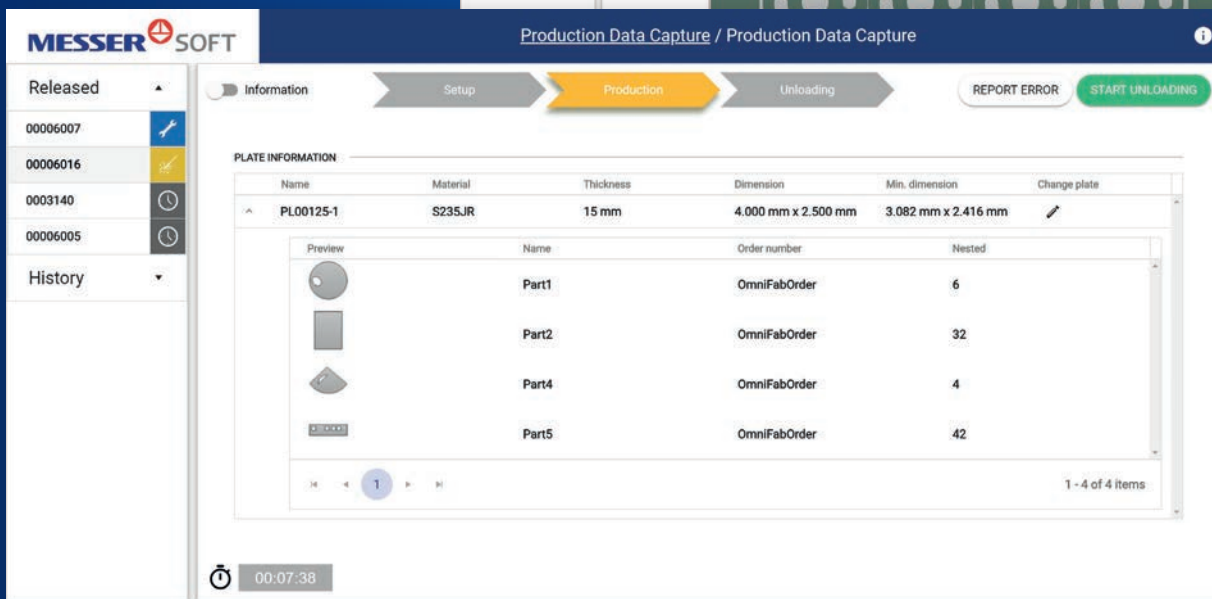 MESSER SOFT
Production Data Capture / Production Data Capture
Released
Information
Setup
Production
Unloading
REPORT ERROR
START UNLOADING
00006007
00006016
0003140
00006005
History
PLATE INFORMATION
Name Material Thickness Dimension Min. dimension Change plate
PL00125-1 S235JR 15 mm 4.000 mm x 2.500 mm 3.082 mm x 2.416 mm
Preview Name Order number Nested
Part1 OmniFabOrder 6
Part2 OmniFabOrder 32
Part4 OmniFabOrder 4
Part5 OmniFabOrder 42
1
1 - 4 of 4 items
00:07:38